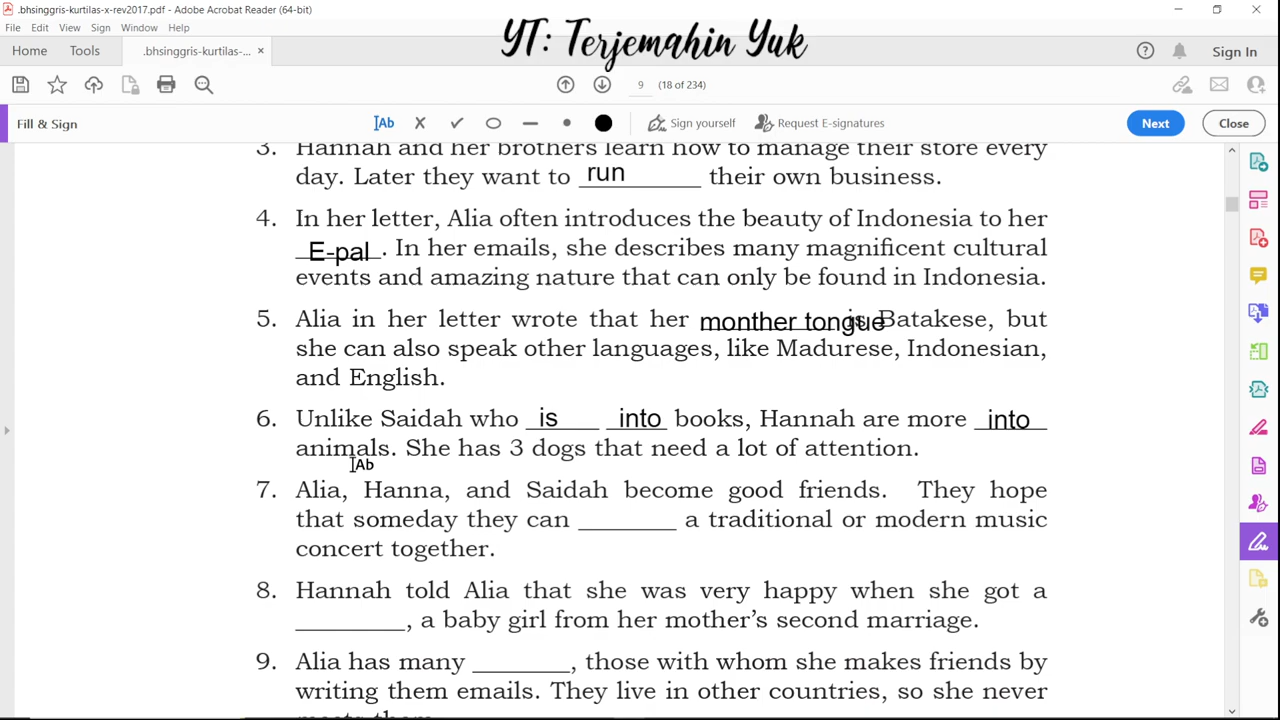 .bhsinggris-kurtilas-x-rev2017.pdf - Adobe Acrobat Reader (64-bit)
File Edit View Sign Window Help
YT: Terjemahin Yuk
Home Tools .bhsinggris-kurtilas-... × Sign In
9 (18 of 234)
Fill & Sign Ab Sign yourself Request E-signatures Next Close
3. Hannah and her brothers learn how to manage their store every
day. Later they want to run their own business.
4. In her letter, Alia often introduces the beauty of Indonesia to her
E-pal. In her emails, she describes many magnificent cultural
events and amazing nature that can only be found in Indonesia.
5. Alia in her letter wrote that her monther tongue is Batakese, but
she can also speak other languages, like Madurese, Indonesian,
and English.
6. Unlike Saidah who is into books, Hannah are more into
animals. She has 3 dogs that need a lot of attention.
Ab
7. Alia, Hanna, and Saidah become good friends. They hope
that someday they can ________ a traditional or modern music
concert together.
8. Hannah told Alia that she was very happy when she got a
_________, a baby girl from her mother's second marriage.
9. Alia has many ________, those with whom she makes friends by
writing them emails. They live in other countries, so she never
meets them